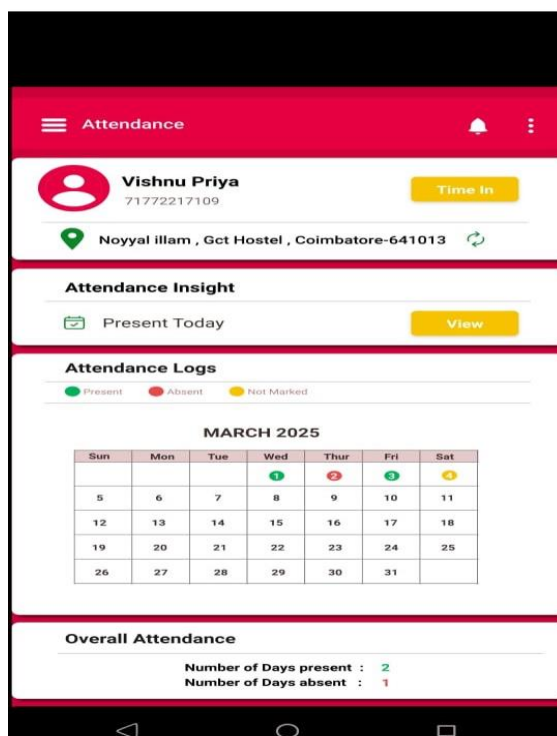 Attendance
Vishnu Priya
Time In
71772217109
Noyyal illam , Gct Hostel , Coimbatore-641013
Attendance Insight
Present Today
View
Attendance Logs
Present Absent Not Marked
MARCH 2025
Sun Mon Tue Wed Thur Fri Sat
1 2 3 4
5 6 7 8 9 10 11
12 13 14 15 16 17 18
19 20 21 22 23 24 25
26 27 28 29 30 31
Overall Attendance
Number of Days present : 2
Number of Days absent : 1